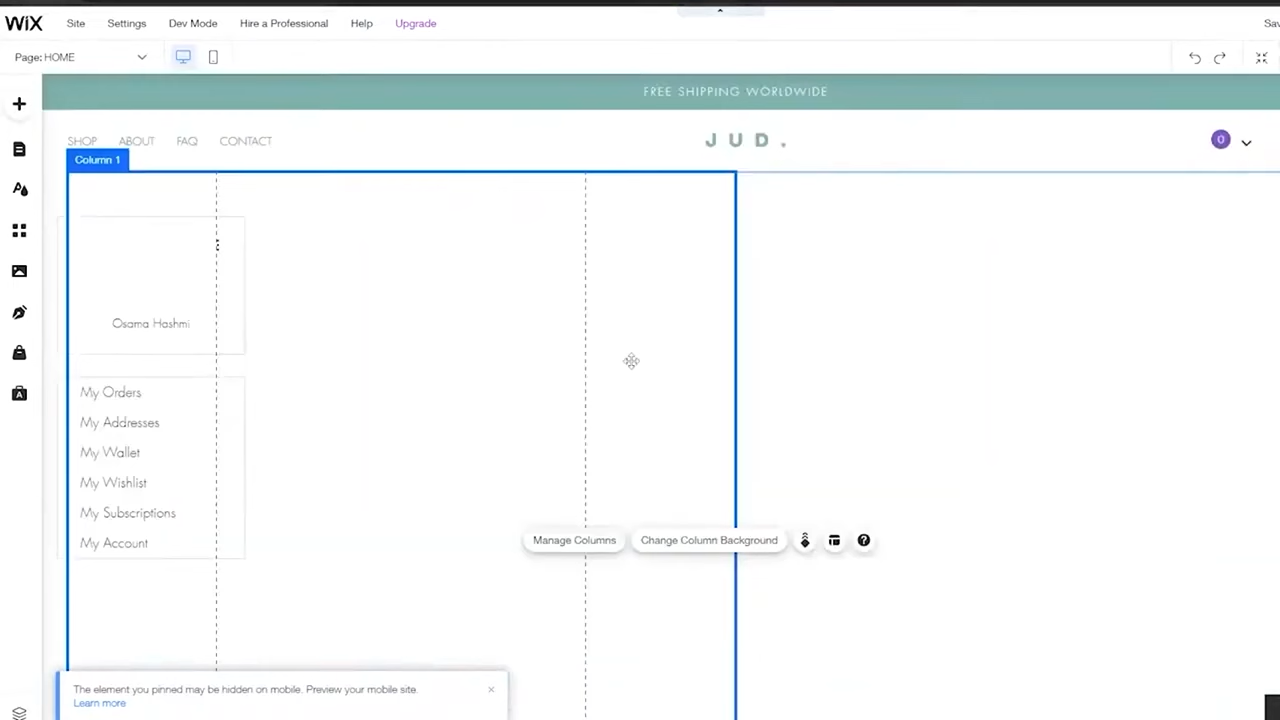 WiX Site Settings Dev Mode Hire a Professional Help Upgrade
Page: HOME
FREE SHIPPING WORLDWIDE
SHOP ABOUT FAQ CONTACT
J U D .
0
Column 1
Osama Hashmi
My Orders
My Addresses
My Wallet
My Wishlist
My Subscriptions
My Account
Manage Columns Change Column Background ?
The element you pinned may be hidden on mobile. Preview your mobile site. ×
Learn more